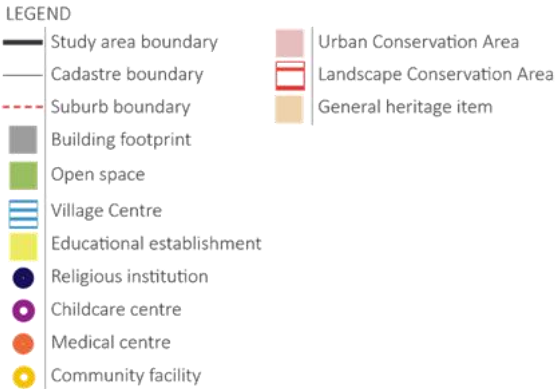 LEGEND
Study area boundary
Cadastre boundary
Suburb boundary
Building footprint
Open space
Village Centre
Educational establishment
Religious institution
Childcare centre
Medical centre
Community facility
Urban Conservation Area
Landscape Conservation Area
General heritage item